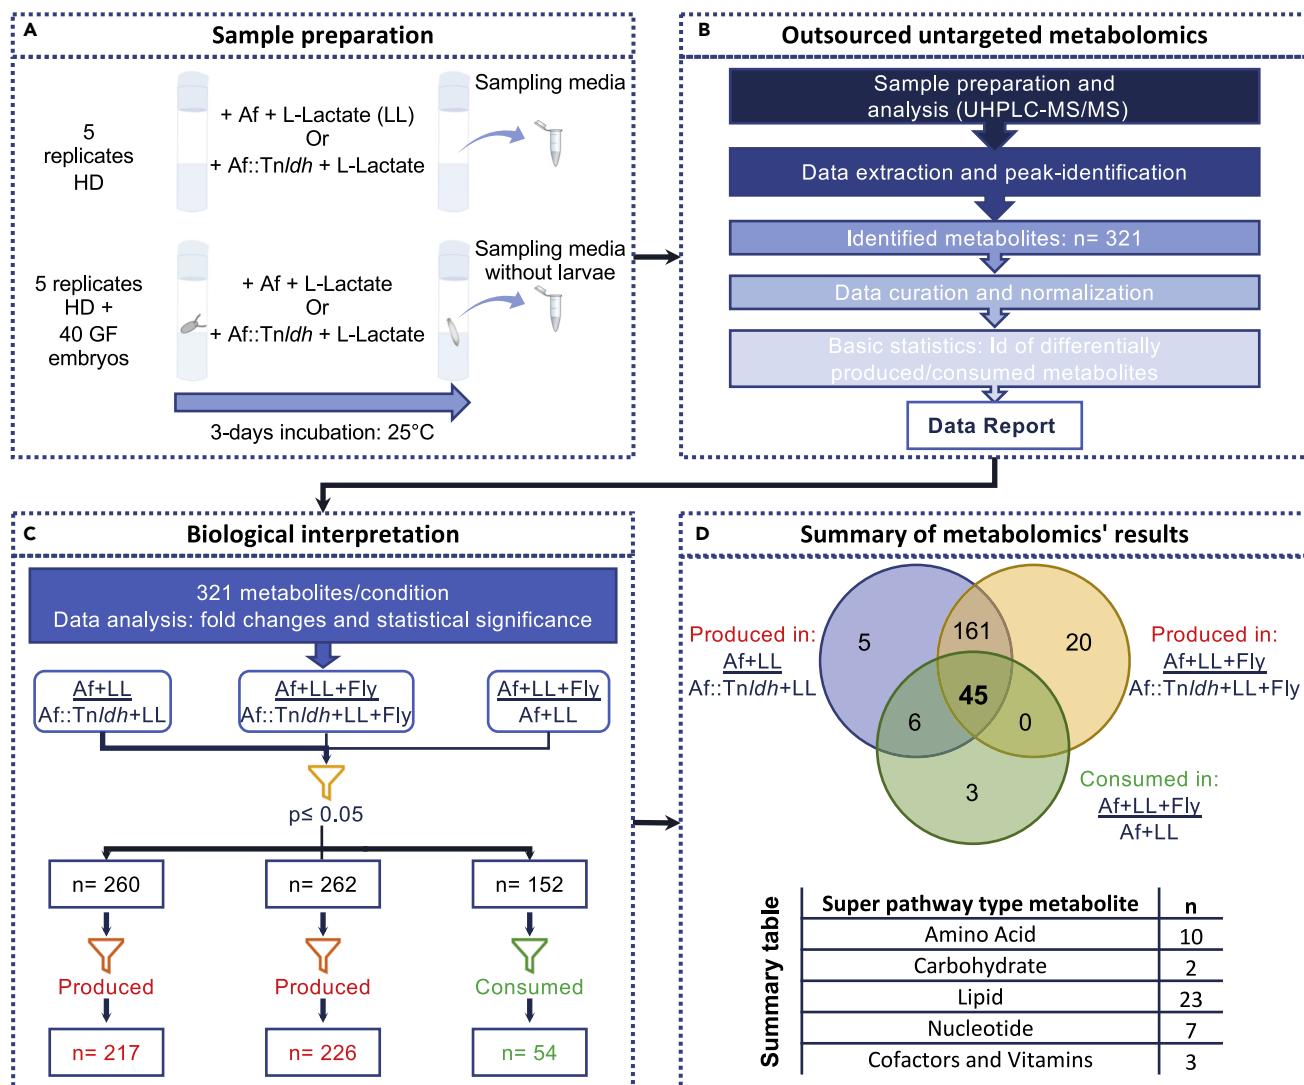 A
Sample preparation
5
replicates
HD
+ Af + L-Lactate (LL)
Or
+ Af::Tnldh + L-Lactate
Sampling media
5 replicates
HD +
40 GF
embryos
+ Af + L-Lactate
Or
+ Af::Tnldh + L-Lactate
Sampling media
without larvae
3-days incubation: 25°C
B
Outsourced untargeted metabolomics
Sample preparation and
analysis (UHPLC-MS/MS)
Data extraction and peak-identification
Identified metabolites: n= 321
Data curation and normalization
Basic statistics: Id of differentially
produced/consumed metabolites
Data Report
C
Biological interpretation
321 metabolites/condition
Data analysis: fold changes and statistical significance
Af+LL
Af::Tnldh+LL
Af+LL+Fly
Af::Tnldh+LL+Fly
Af+LL+Fly
Af+LL
p≤ 0.05
n= 260
n= 262
n= 152
Produced
Produced
Consumed
n= 217
n= 226
n= 54
D
Summary of metabolomics' results
Produced in:
Af+LL
Af::Tnldh+LL
5
161
20
45
6
0
3
Produced in:
Af+LL+Fly
Af::Tnldh+LL+Fly
Consumed in:
Af+LL+Fly
Af+LL
Summary table
Super pathway type metabolite n
Amino Acid 10
Carbohydrate 2
Lipid 23
Nucleotide 7
Cofactors and Vitamins 3